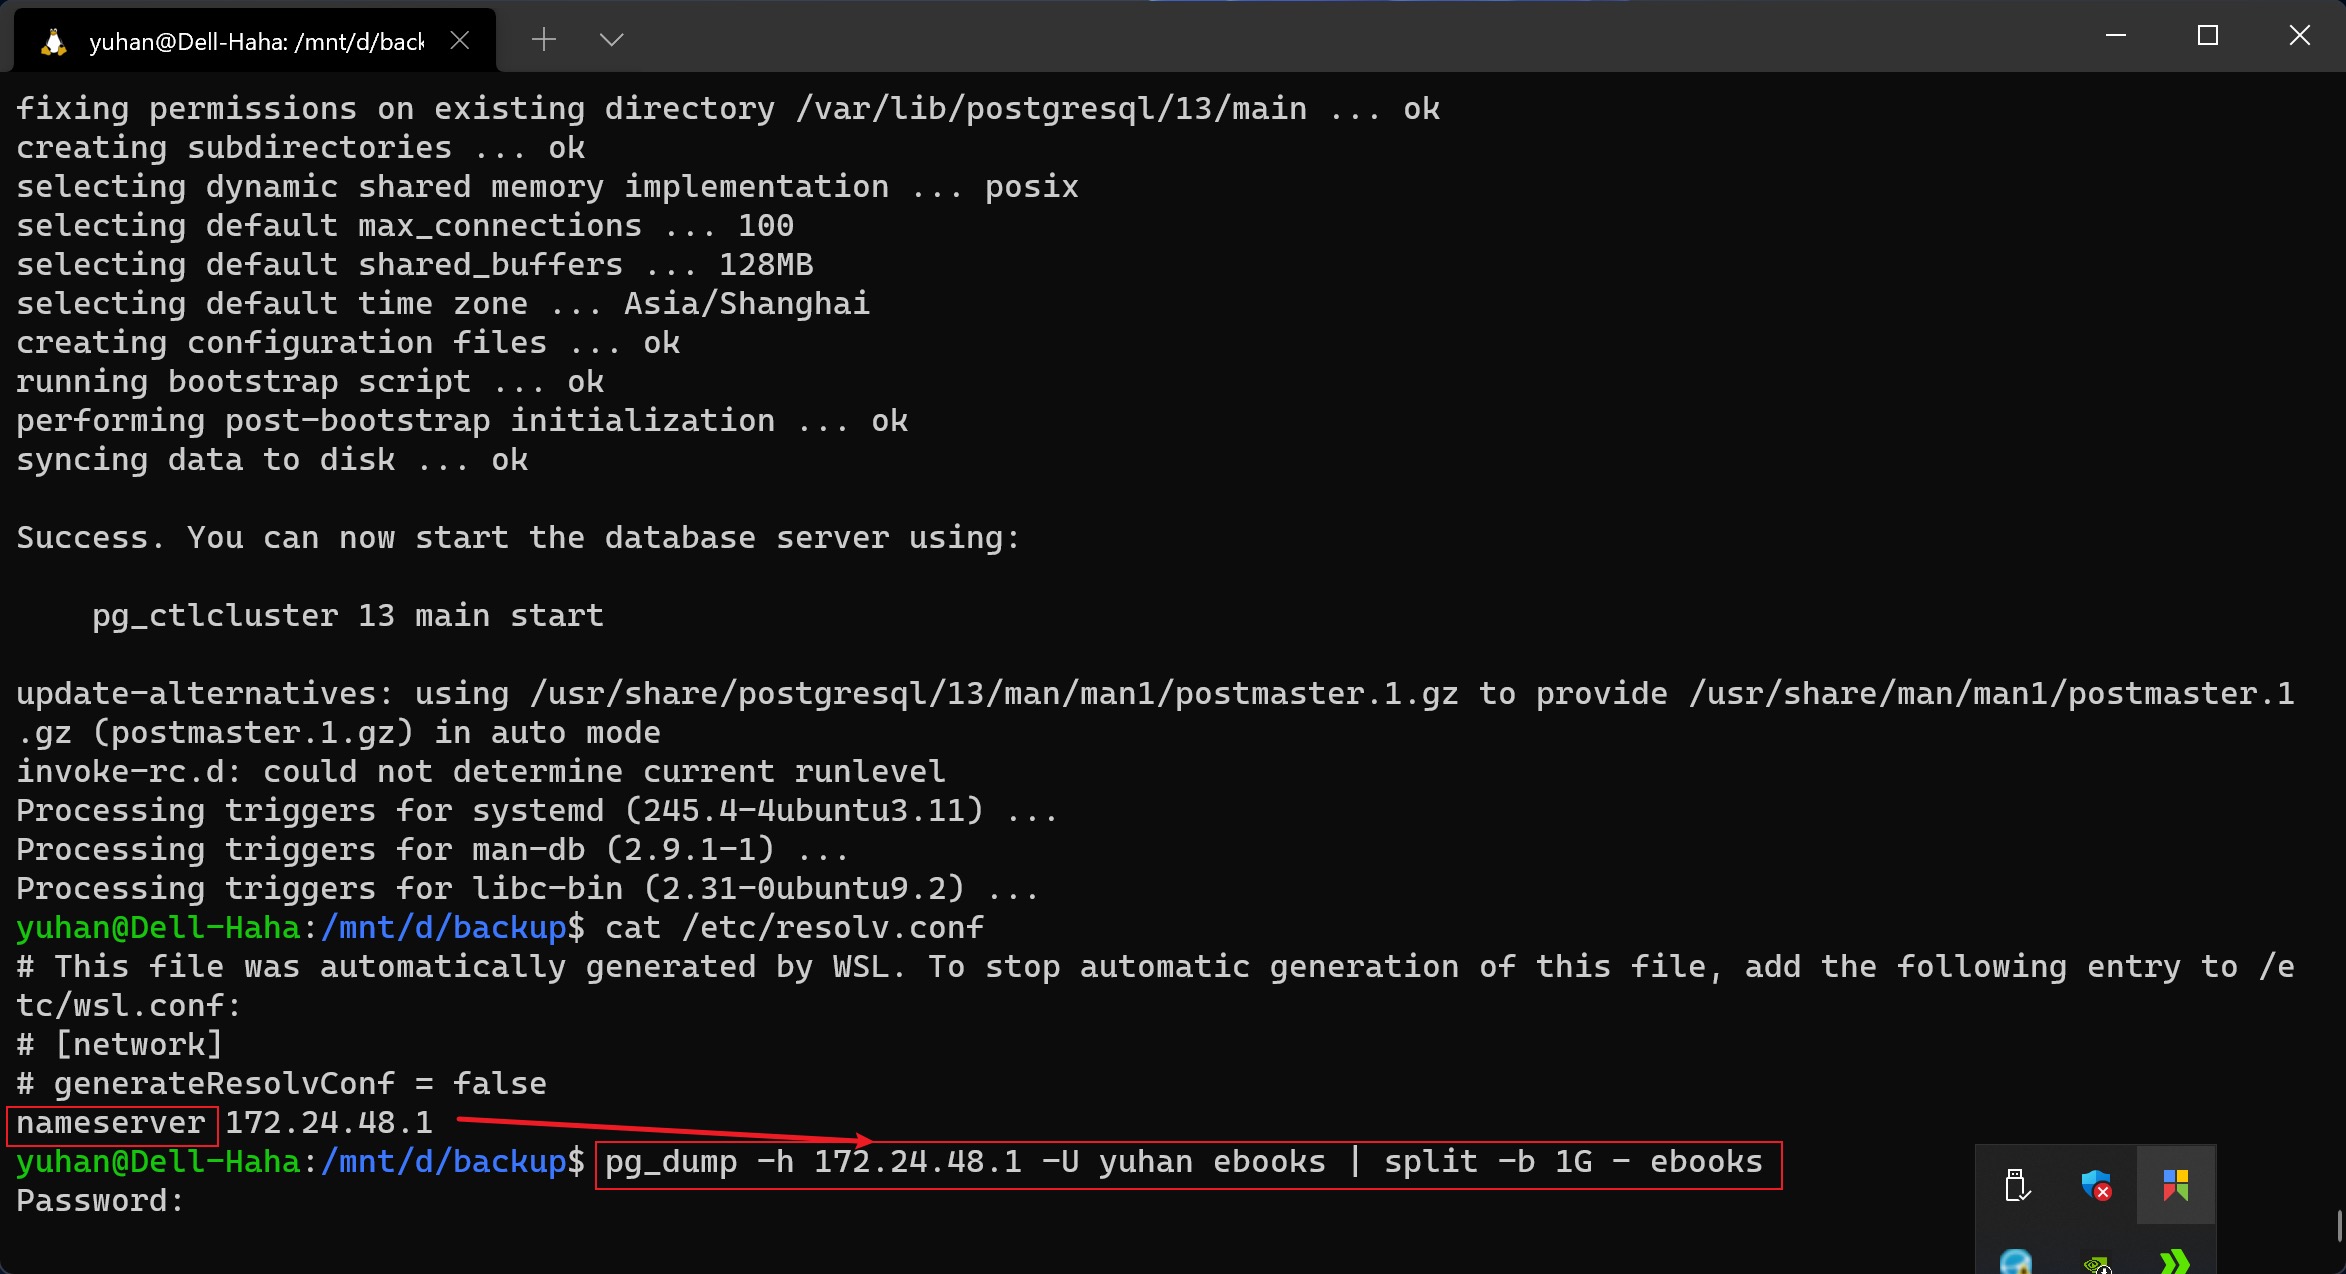 yuhan@Dell-Haha: /mnt/d/back
fixing permissions on existing directory /var/lib/postgresql/13/main ... ok
creating subdirectories ... ok
selecting dynamic shared memory implementation ... posix
selecting default max_connections ... 100
selecting default shared_buffers ... 128MB
selecting default time zone ... Asia/Shanghai
creating configuration files ... ok
running bootstrap script ... ok
performing post-bootstrap initialization ... ok
syncing data to disk ... ok
Success. You can now start the database server using:
pg_ctlcluster 13 main start
update-alternatives: using /usr/share/postgresql/13/man/man1/postmaster.1.gz to provide /usr/share/man/man1/postmaster.1
.gz (postmaster.1.gz) in auto mode
invoke-rc.d: could not determine current runlevel
Processing triggers for systemd (245.4-4ubuntu3.11) ...
Processing triggers for man-db (2.9.1-1) ...
Processing triggers for libc-bin (2.31-0ubuntu9.2) ...
yuhan@Dell-Haha:/mnt/d/backup$ cat /etc/resolv.conf
# This file was automatically generated by WSL. To stop automatic generation of this file, add the following entry to /e
tc/wsl.conf:
# [network]
# generateResolvConf = false
nameserver 172.24.48.1
yuhan@Dell-Haha:/mnt/d/backup$ pg_dump -h 172.24.48.1 -U yuhan ebooks | split -b 1G - ebooks
Password: